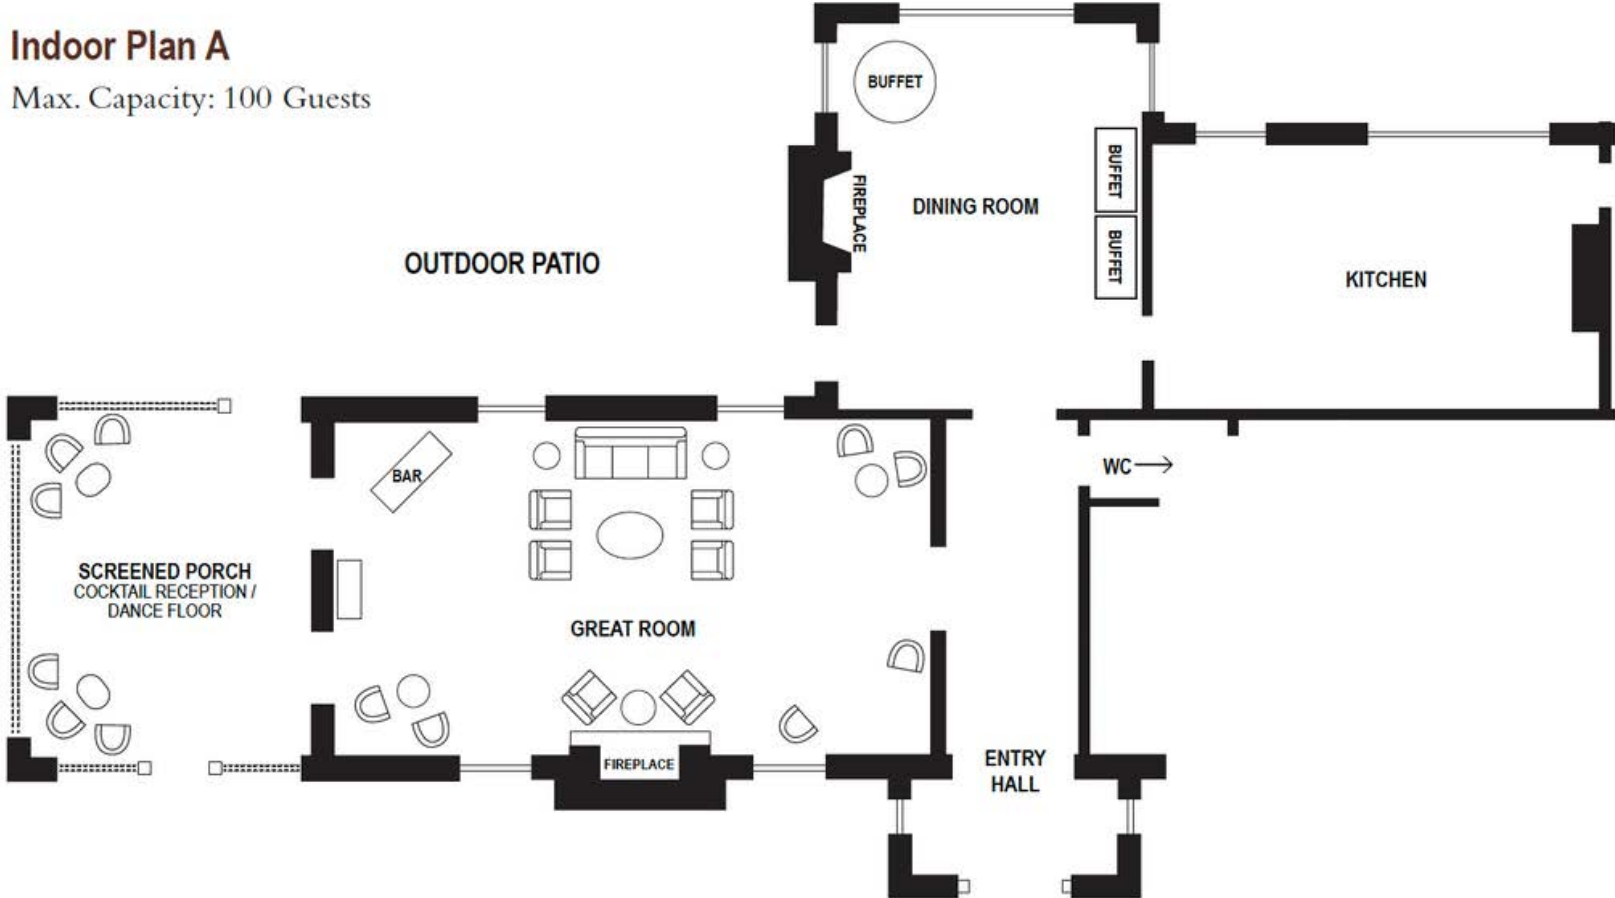 Indoor Plan A
Max. Capacity: 100 Guests
BUFFET
BUFFET
FIREPLACE
DINING ROOM
BUFFET
OUTDOOR PATIO
KITCHEN
BAR
WC
SCREENED PORCH
COCKTAIL RECEPTION /
DANCE FLOOR
GREAT ROOM
FIREPLACE
ENTRY
HALL